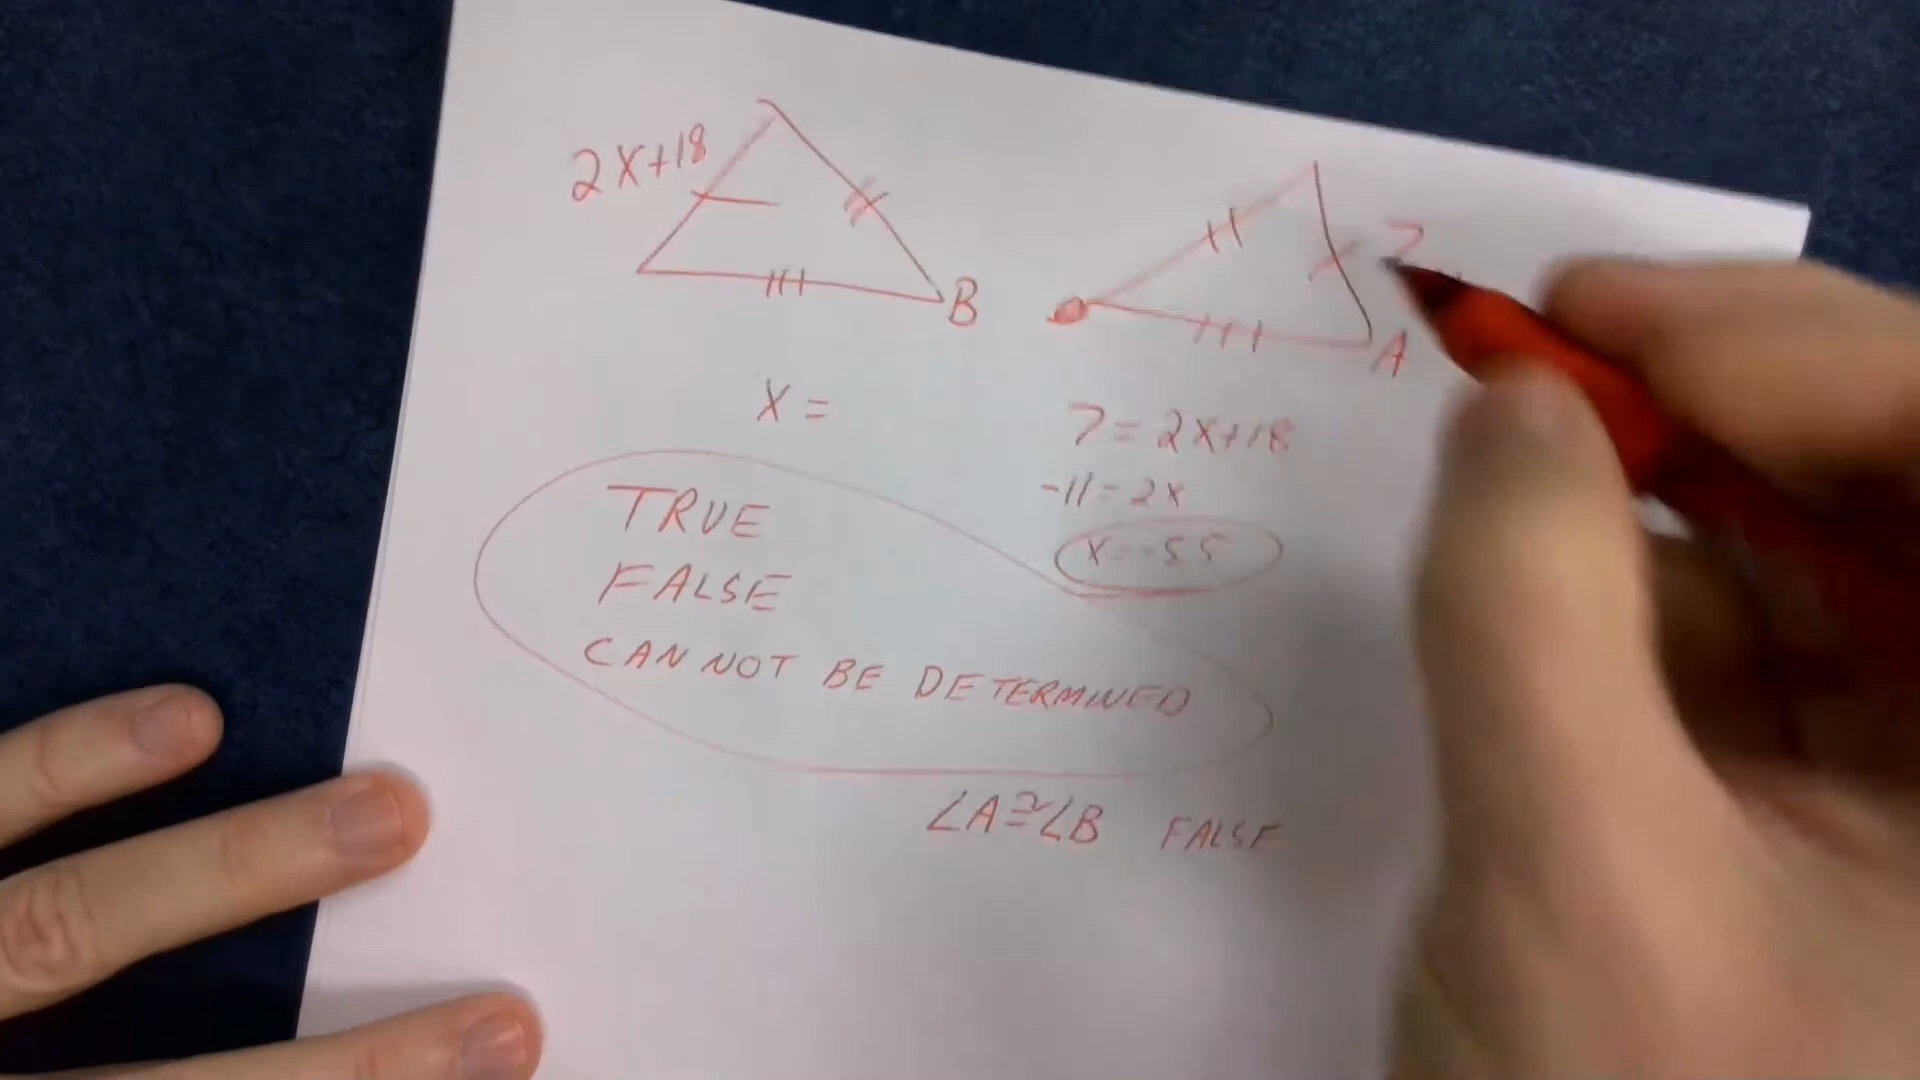 2X+18
7
B
A
X =
7 = 2X+18
-11=2x
X=-5.5
TRUE
FALSE
CAN NOT BE DETERMINED
∠A≅∠B FALSE